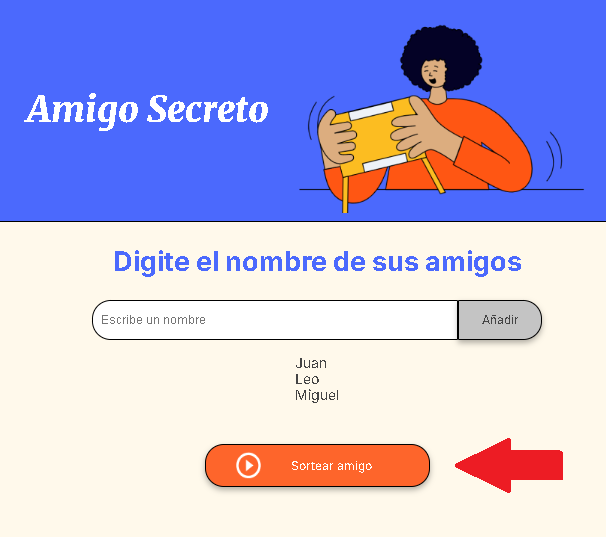 Amigo Secreto
Digite el nombre de sus amigos
Escribe un nombre
Añadir
Juan
Leo
Miguel
Sortear amigo